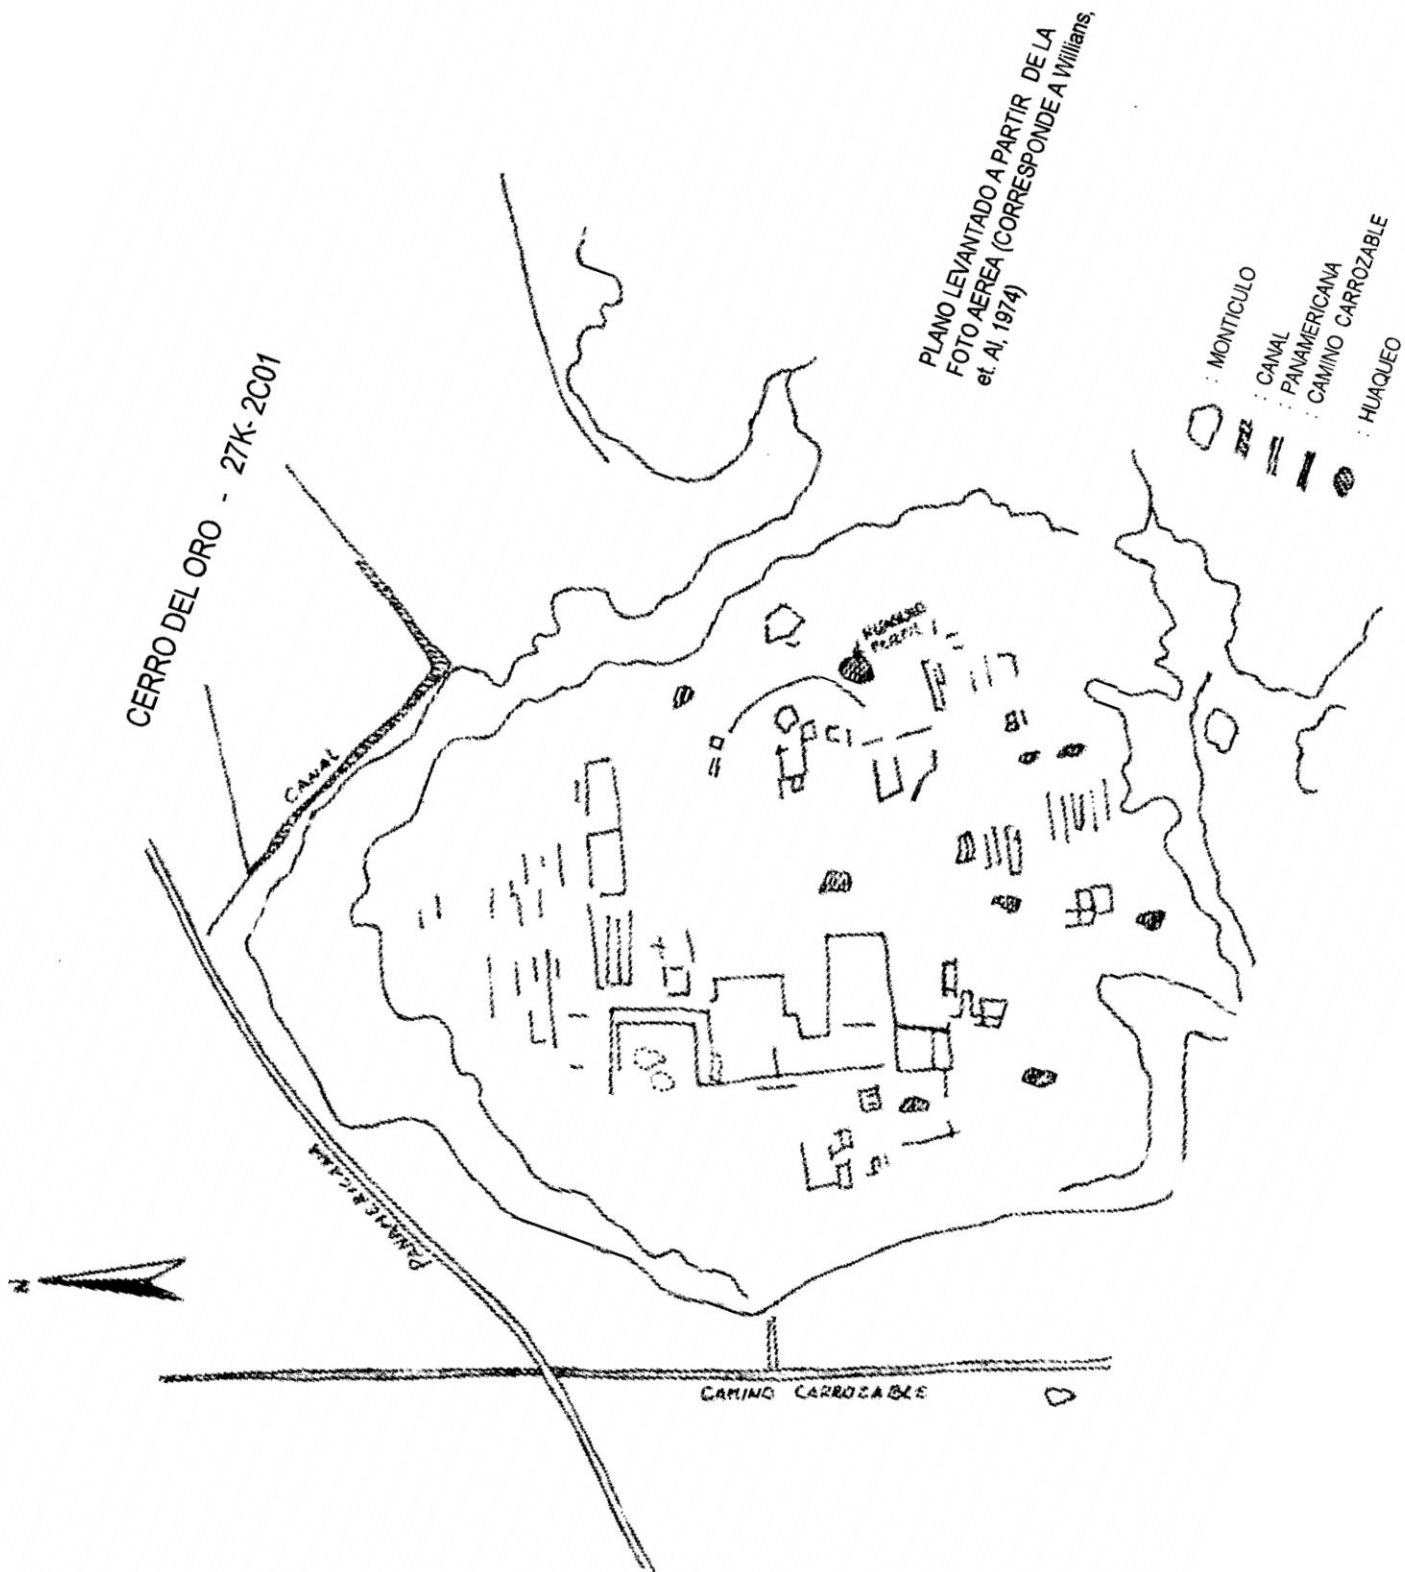 CERRO DEL ORO - 27K- 2C01
PLANO LEVANTADO A PARTIR DE LA
FOTO AEREA (CORRESPONDE A Willians,
et. Al, 1974)
: MONTICULO
: CANAL
: PANAMERICANA
: CAMINO CARROZABLE
: HUAQUEO
CANAL
PANAMERICANA
CAMINO CARROZABLE
N